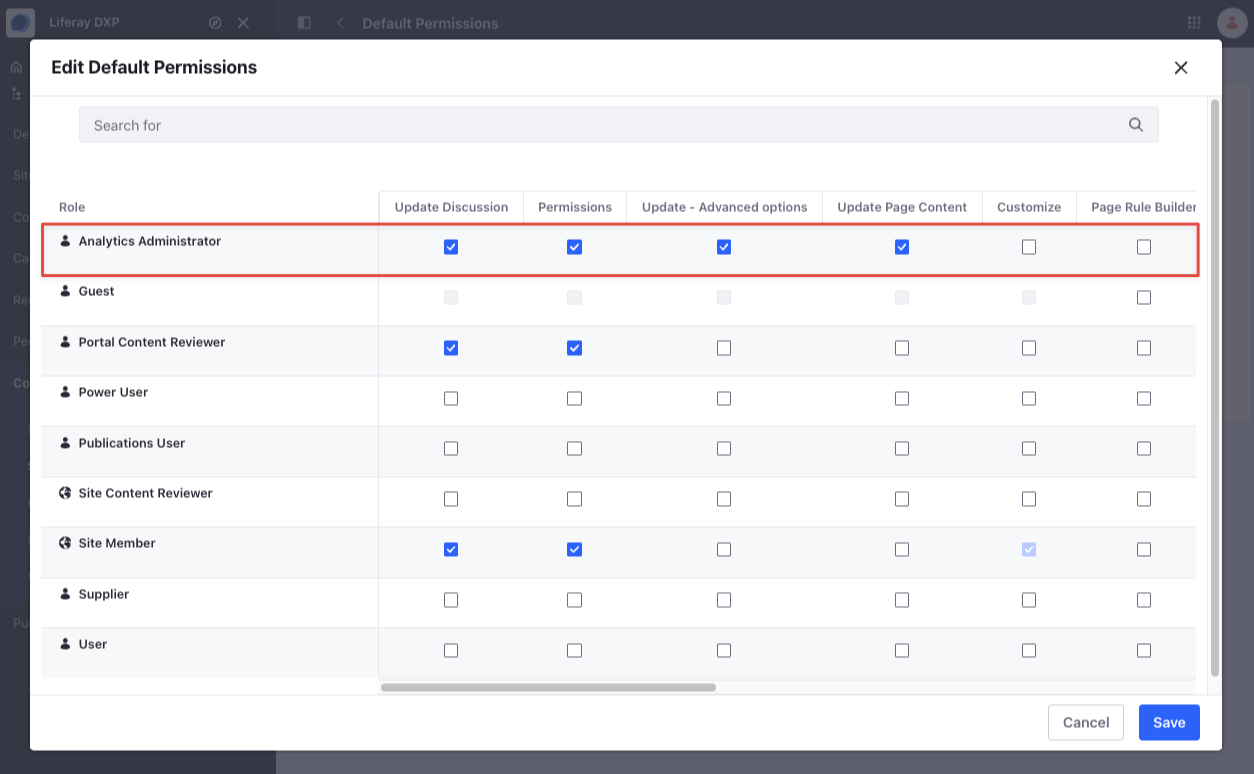 Liferay DXP
Default Permissions
Edit Default Permissions
Search for
Role Update Discussion Permissions Update - Advanced options Update Page Content Customize Page Rule Builder
Analytics Administrator
Guest
Portal Content Reviewer
Power User
Publications User
Site Content Reviewer
Site Member
Supplier
User
Cancel Save